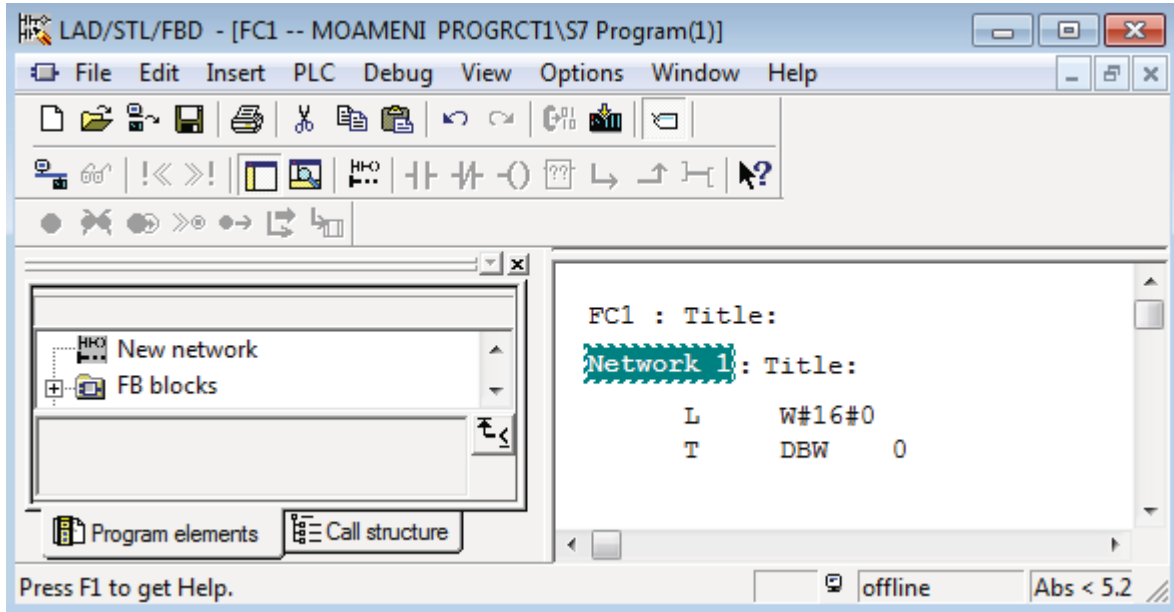 LAD/STL/FBD - [FC1 -- MOAMENI PROGRCT1\S7 Program(1)]
File Edit Insert PLC Debug View Options Window Help
New network
FB blocks
Program elements
Call structure
FC1 : Title:
Network 1: Title:
L W#16#0
T DBW 0
Press F1 to get Help.
offline
Abs < 5.2